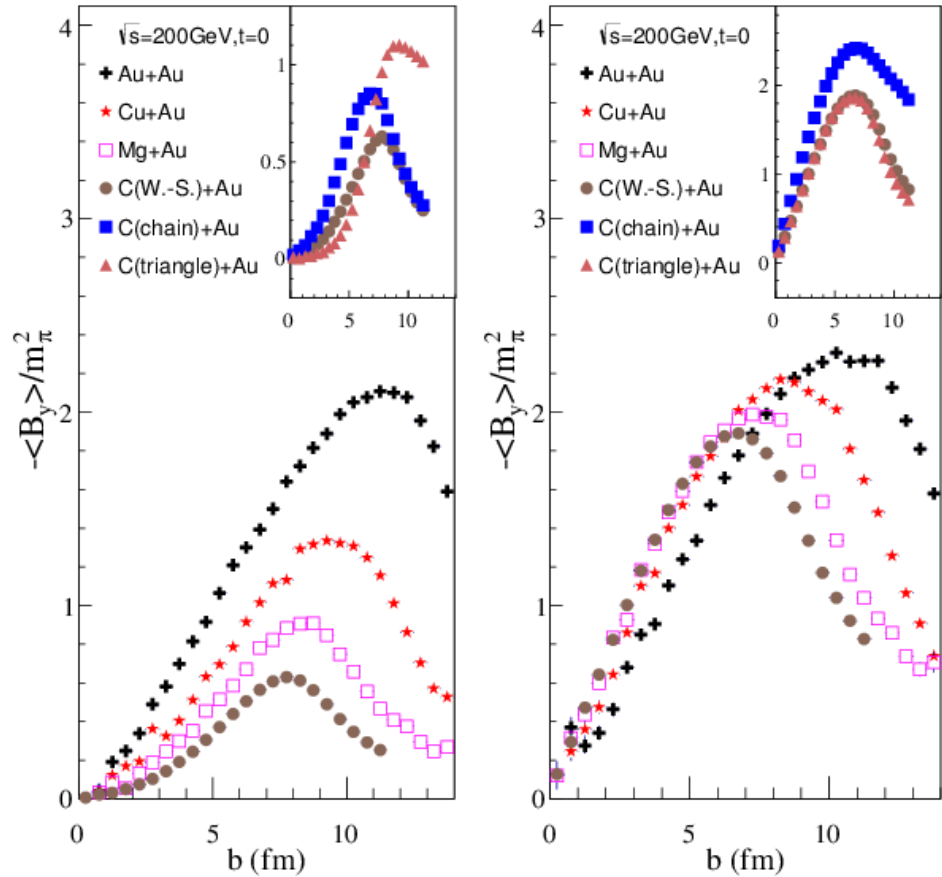 4
3
2
1
0
-<B_y>/m_π^2
√s=200GeV,t=0
Au+Au
Cu+Au
Mg+Au
C(W.-S.)+Au
C(chain)+Au
C(triangle)+Au
1
0.5
0
0 5 10
0 5 10
b (fm)
4
3
2
1
0
-<B_y>/m_π^2
√s=200GeV,t=0
Au+Au
Cu+Au
Mg+Au
C(W.-S.)+Au
C(chain)+Au
C(triangle)+Au
2
1
0
0 5 10
0 5 10
b (fm)